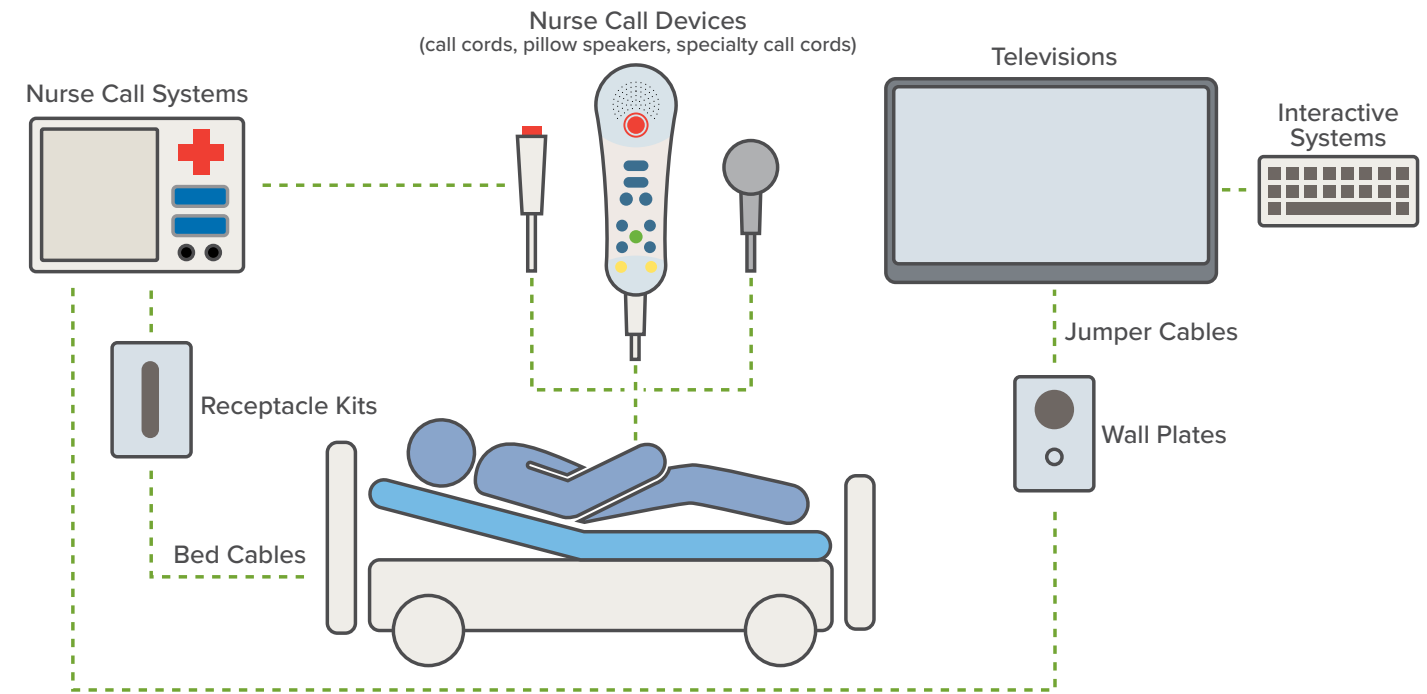 Nurse Call Devices
(call cords, pillow speakers, specialty call cords)
Televisions
Nurse Call Systems
Interactive
Systems
Jumper Cables
Receptacle Kits
Wall Plates
Bed Cables